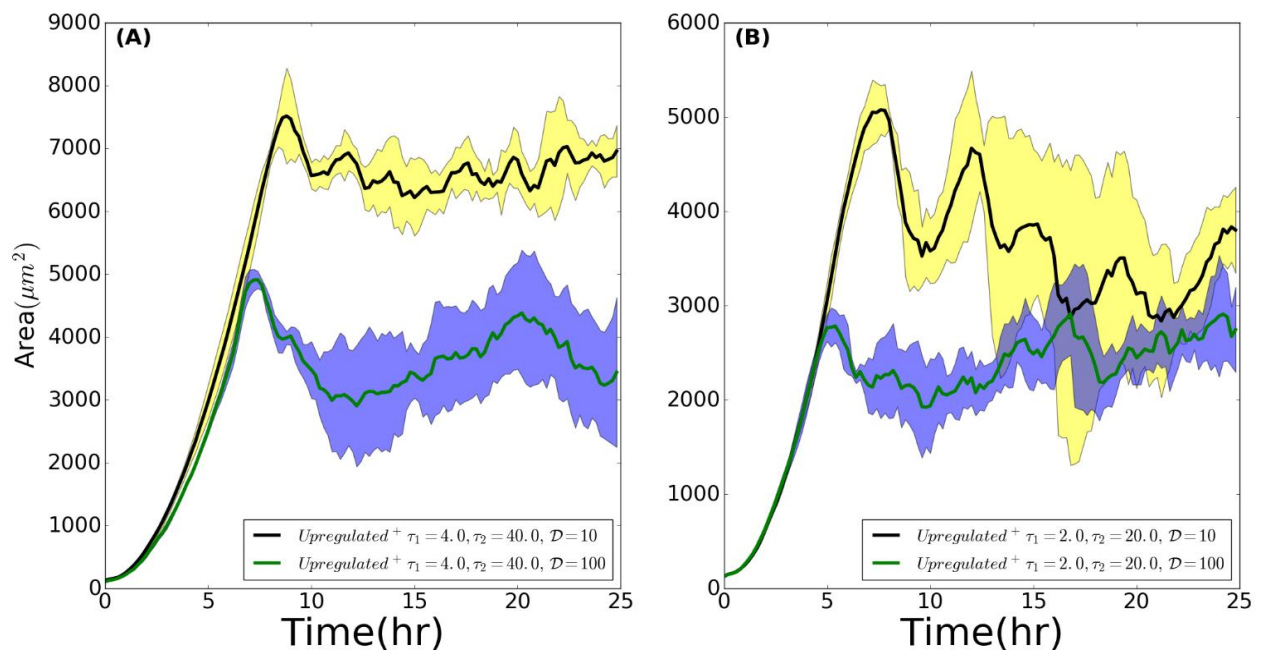 (A)
9000
8000
7000
6000
5000
4000
3000
2000
1000
0
Area(μm²)
0 5 10 15 20 25
Time(hr)
Upregulated⁺ τ₁=4.0, τ₂=40.0, 𝒟=10
Upregulated⁺ τ₁=4.0, τ₂=40.0, 𝒟=100
(B)
6000
5000
4000
3000
2000
1000
0
0 5 10 15 20 25
Time(hr)
Upregulated⁺ τ₁=2.0, τ₂=20.0, 𝒟=10
Upregulated⁺ τ₁=2.0, τ₂=20.0, 𝒟=100